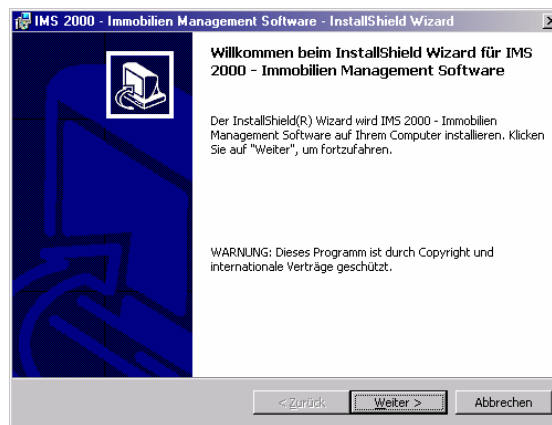 IMS 2000 - Immobilien Management Software - InstallShield Wizard
Willkommen beim InstallShield Wizard für IMS
2000 - Immobilien Management Software
Der InstallShield(R) Wizard wird IMS 2000 - Immobilien
Management Software auf Ihrem Computer installieren. Klicken
Sie auf "Weiter", um fortzufahren.
WARNUNG: Dieses Programm ist durch Copyright und
internationale Verträge geschützt.
< Zurück Weiter > Abbrechen